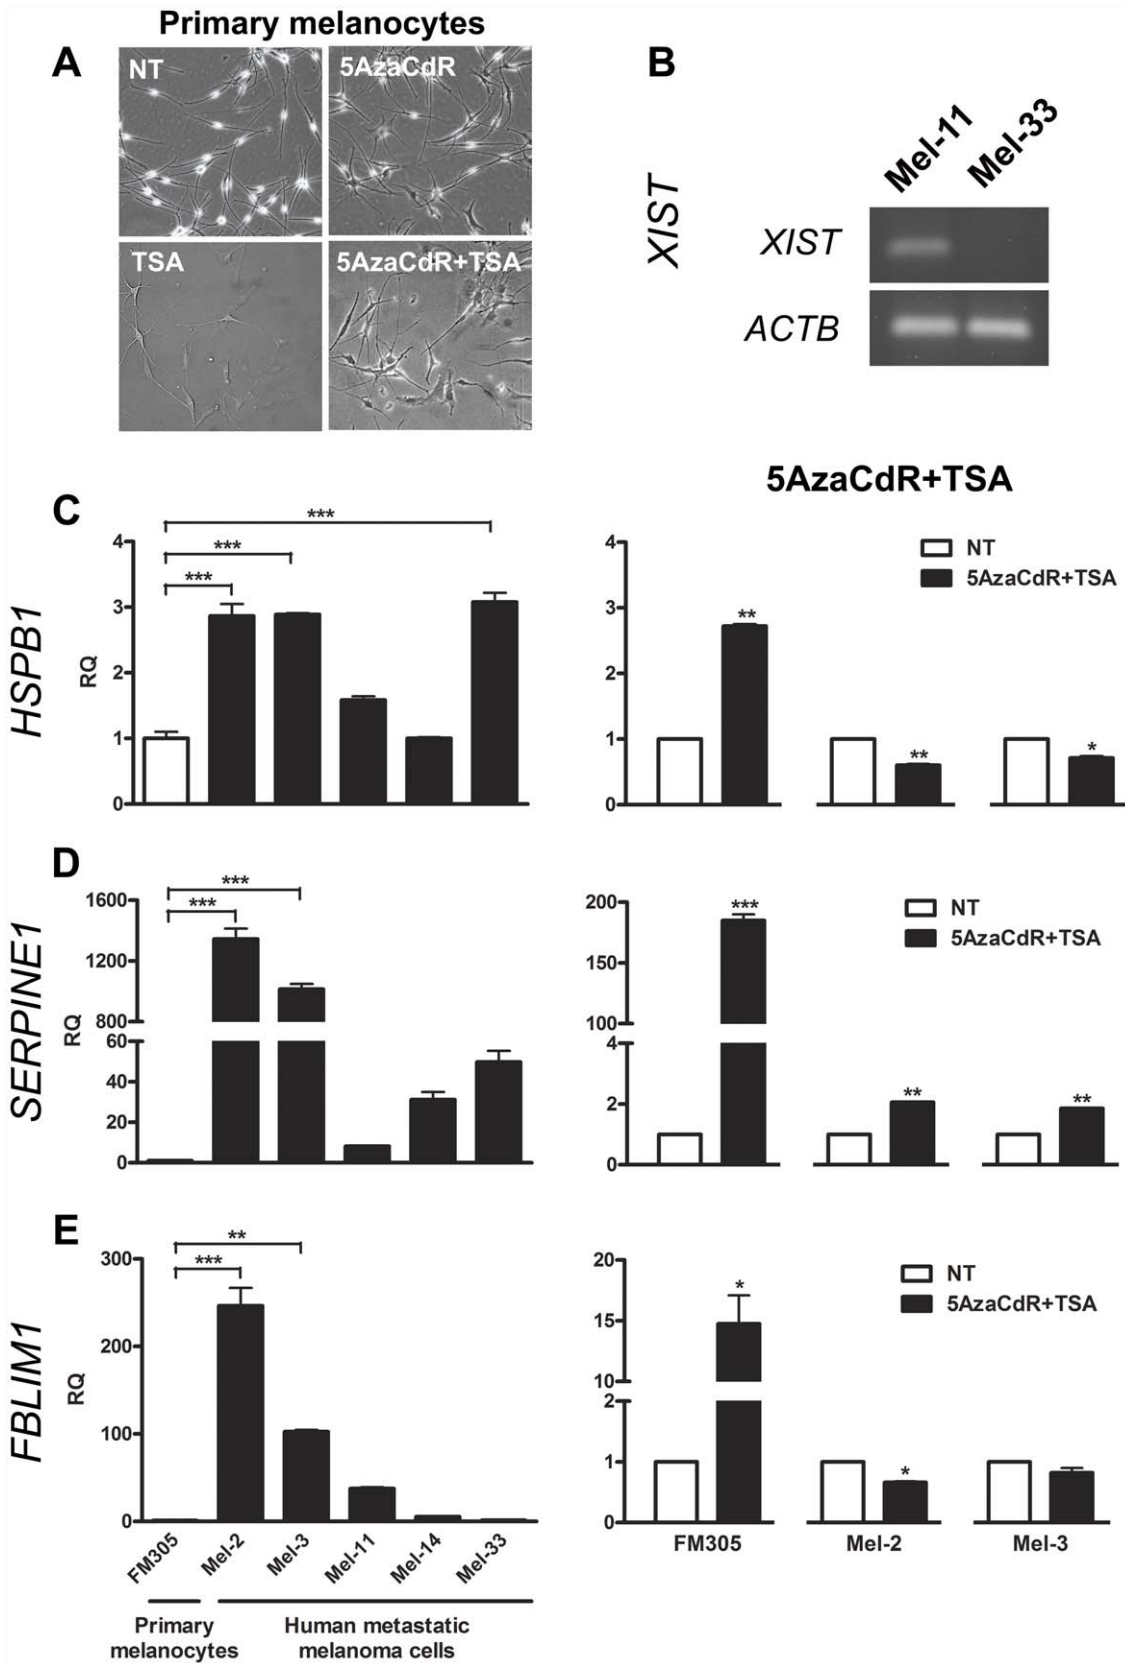 Primary melanocytes
A
NT
5AzaCdR
TSA
5AzaCdR+TSA
B
Mel-11
Mel-33
XIST
XIST
ACTB
5AzaCdR+TSA
C
HSPB1
RQ
4
3
2
1
0
***
***
***
4
3
2
1
0
NT
5AzaCdR+TSA
**
**
*
D
SERPINE1
RQ
1600
1200
800
60
40
20
0
***
***
200
150
100
4
2
0
NT
5AzaCdR+TSA
***
**
**
E
FBLIM1
RQ
300
200
100
0
**
***
FM305
Mel-2
Mel-3
Mel-11
Mel-14
Mel-33
Primary
melanocytes
Human metastatic
melanoma cells
20
15
10
2
1
0
NT
5AzaCdR+TSA
*
*
FM305
Mel-2
Mel-3